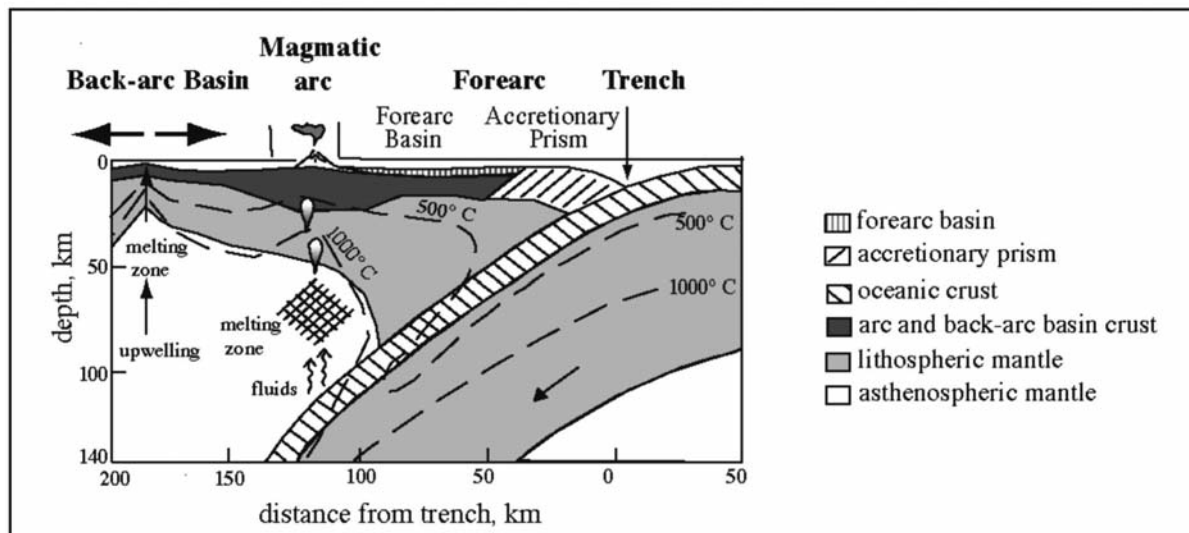 Magmatic
Back-arc Basin arc Forearc Trench
Forearc Accretionary
Basin Prism
0
500° C
500° C
1000° C
melting
zone
50
1000° C
depth, km
melting
zone
upwelling
100
fluids
140
200 150 100 50 0 50
distance from trench, km
forearc basin
accretionary prism
oceanic crust
arc and back-arc basin crust
lithospheric mantle
asthenospheric mantle